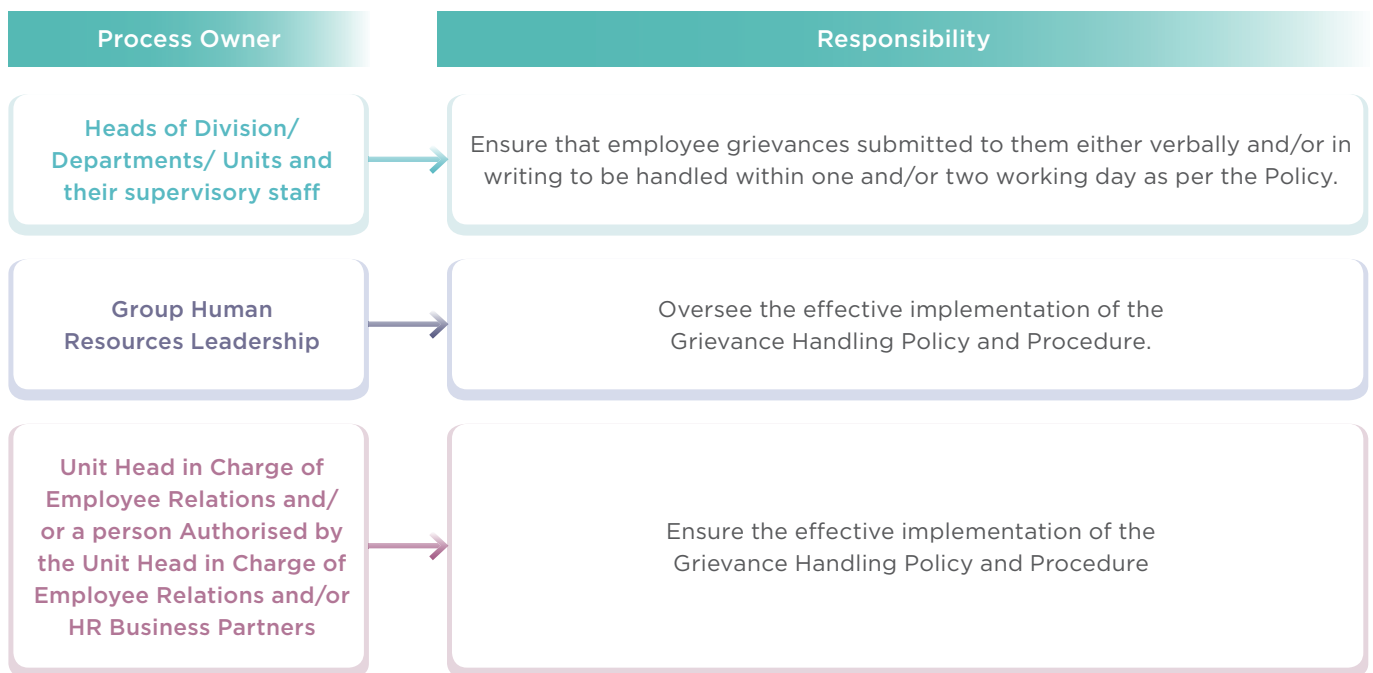 Process Owner
Responsibility
Heads of Division/
Departments/ Units and
their supervisory staff
Ensure that employee grievances submitted to them either verbally and/or in
writing to be handled within one and/or two working day as per the Policy.
Group Human
Resources Leadership
Oversee the effective implementation of the
Grievance Handling Policy and Procedure.
Unit Head in Charge of
Employee Relations and/
or a person Authorised by
the Unit Head in Charge of
Employee Relations and/or
HR Business Partners
Ensure the effective implementation of the
Grievance Handling Policy and Procedure